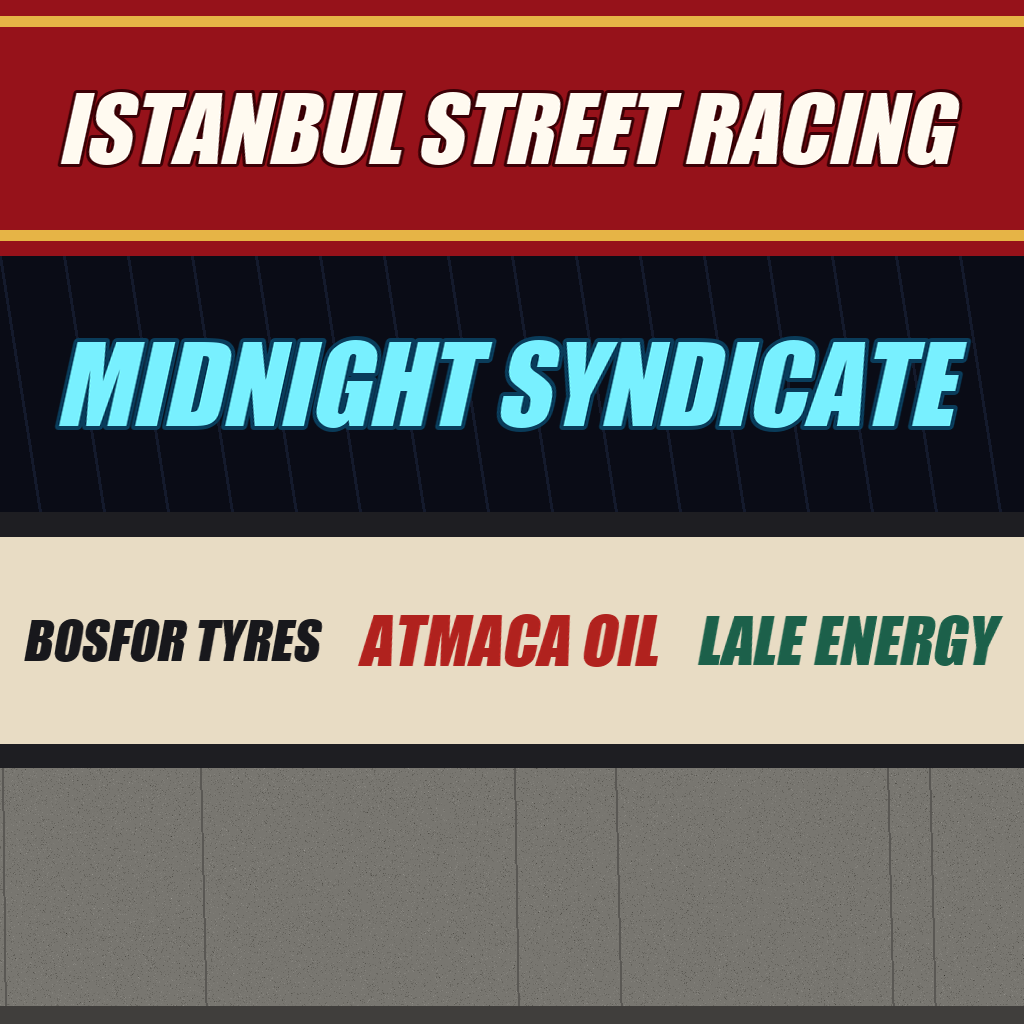 ISTANBUL STREET RACING
MIDNIGHT SYNDICATE
BOSFOR TYRES ATMACA OIL LALE ENERGY